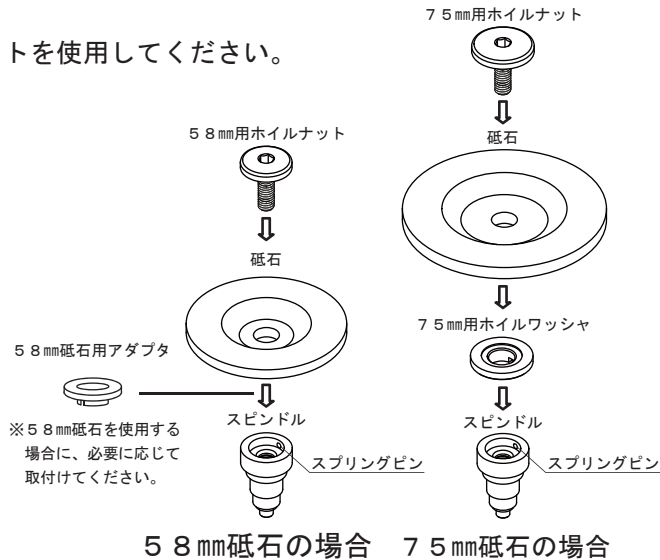 トを使用してください。
７５㎜用ホイルナット
砥石
７５㎜用ホイルワッシャ
スピンドル
スプリングピン
７５㎜砥石の場合
５８㎜用ホイルナット
砥石
５８㎜砥石用アダプタ
※５８㎜砥石を使用する
場合に、必要に応じて
取付けてください。
スピンドル
スプリングピン
５８㎜砥石の場合